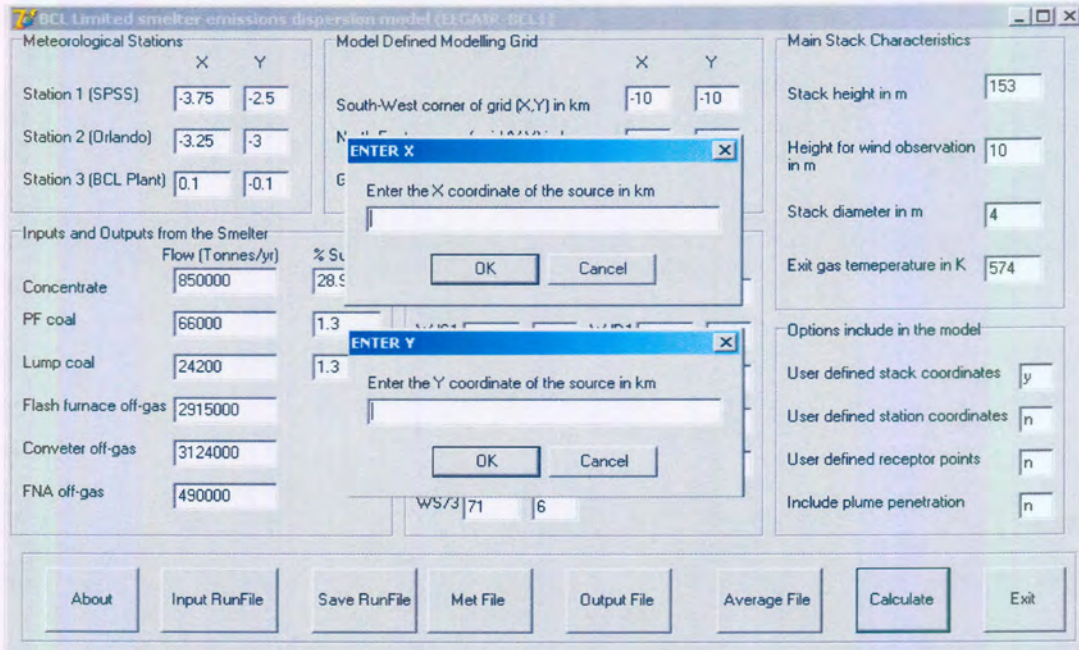 BCL Limited smelter emissions dispersion model (EEGAIR-BCL1)
Meteorological Stations
X Y
Station 1 (SPSS) -3.75 -2.5
Station 2 (Orlando) -3.25 -3
Station 3 (BCL Plant) 0.1 -0.1
Model Defined Modelling Grid
X Y
South-West corner of grid (X,Y) in km -10 -10
Main Stack Characteristics
Stack height in m 153
Height for wind observation in m 10
Stack diameter in m 4
Exit gas temeperature in K 574
ENTER X
Enter the X coordinate of the source in km
OK Cancel
Inputs and Outputs from the Smelter
Flow (Tonnes/yr) % Su
Concentrate 850000 28.9
PF coal 66000 1.3
Lump coal 24200 1.3
Flash furnace off-gas 2915000
Conveter off-gas 3124000
FNA off-gas 490000
ENTER Y
Enter the Y coordinate of the source in km
OK Cancel
WS73 71 6
Options include in the model
User defined stack coordinates y
User defined station coordinates n
User defined receptor points n
Include plume penetration n
About Input RunFile Save RunFile Met File Output File Average File Calculate Exit